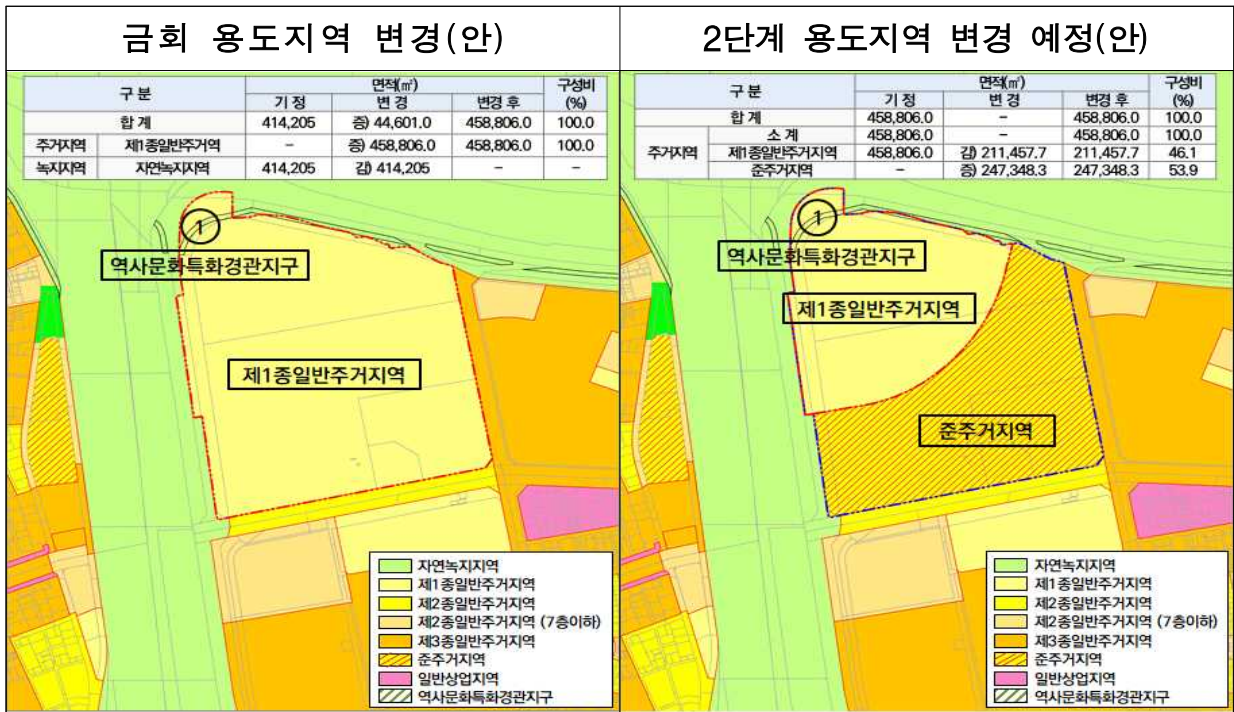 금회 용도지역 변경(안)
구 분 면적(㎡) 구성비 (%)
기 정 변 경 변경 후
합 계 414,205 증) 44,601.0 458,806.0 100.0
주거지역 제1종일반주거지역 - 증) 458,806.0 458,806.0 100.0
녹지지역 자연녹지지역 414,205 감) 414,205 - -
1
역사문화특화경관지구
제1종일반주거지역
자연녹지지역
제1종일반주거지역
제2종일반주거지역
제2종일반주거지역 (7층이하)
제3종일반주거지역
준주거지역
일반상업지역
역사문화특화경관지구
2단계 용도지역 변경 예정(안)
구 분 면적(㎡) 구성비 (%)
기 정 변 경 변경 후
합 계 458,806.0 - 458,806.0 100.0
주거지역 소 계 458,806.0 - 458,806.0 100.0
제1종일반주거지역 458,806.0 감) 211,457.7 211,457.7 46.1
준주거지역 - 증) 247,348.3 247,348.3 53.9
1
역사문화특화경관지구
제1종일반주거지역
준주거지역
자연녹지지역
제1종일반주거지역
제2종일반주거지역
제2종일반주거지역 (7층이하)
제3종일반주거지역
준주거지역
일반상업지역
역사문화특화경관지구